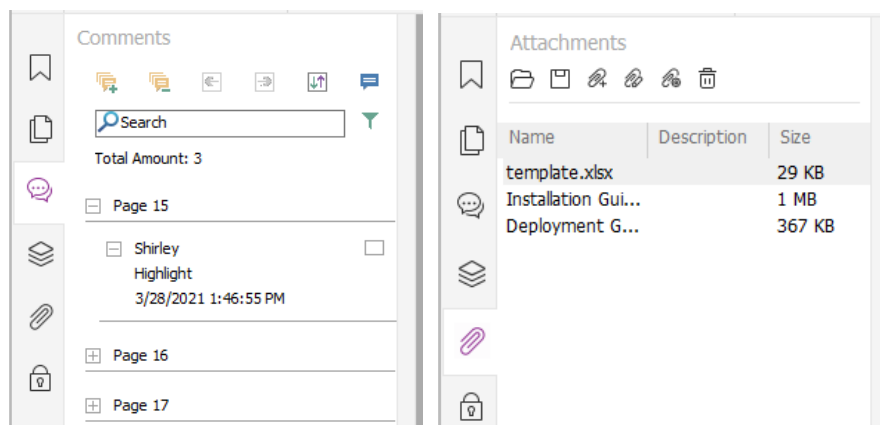 Comments
Search
Total Amount: 3
Page 15
Shirley
Highlight
3/28/2021 1:46:55 PM
Page 16
Page 17
Attachments
Name Description Size
template.xlsx 29 KB
Installation Gui... 1 MB
Deployment G... 367 KB